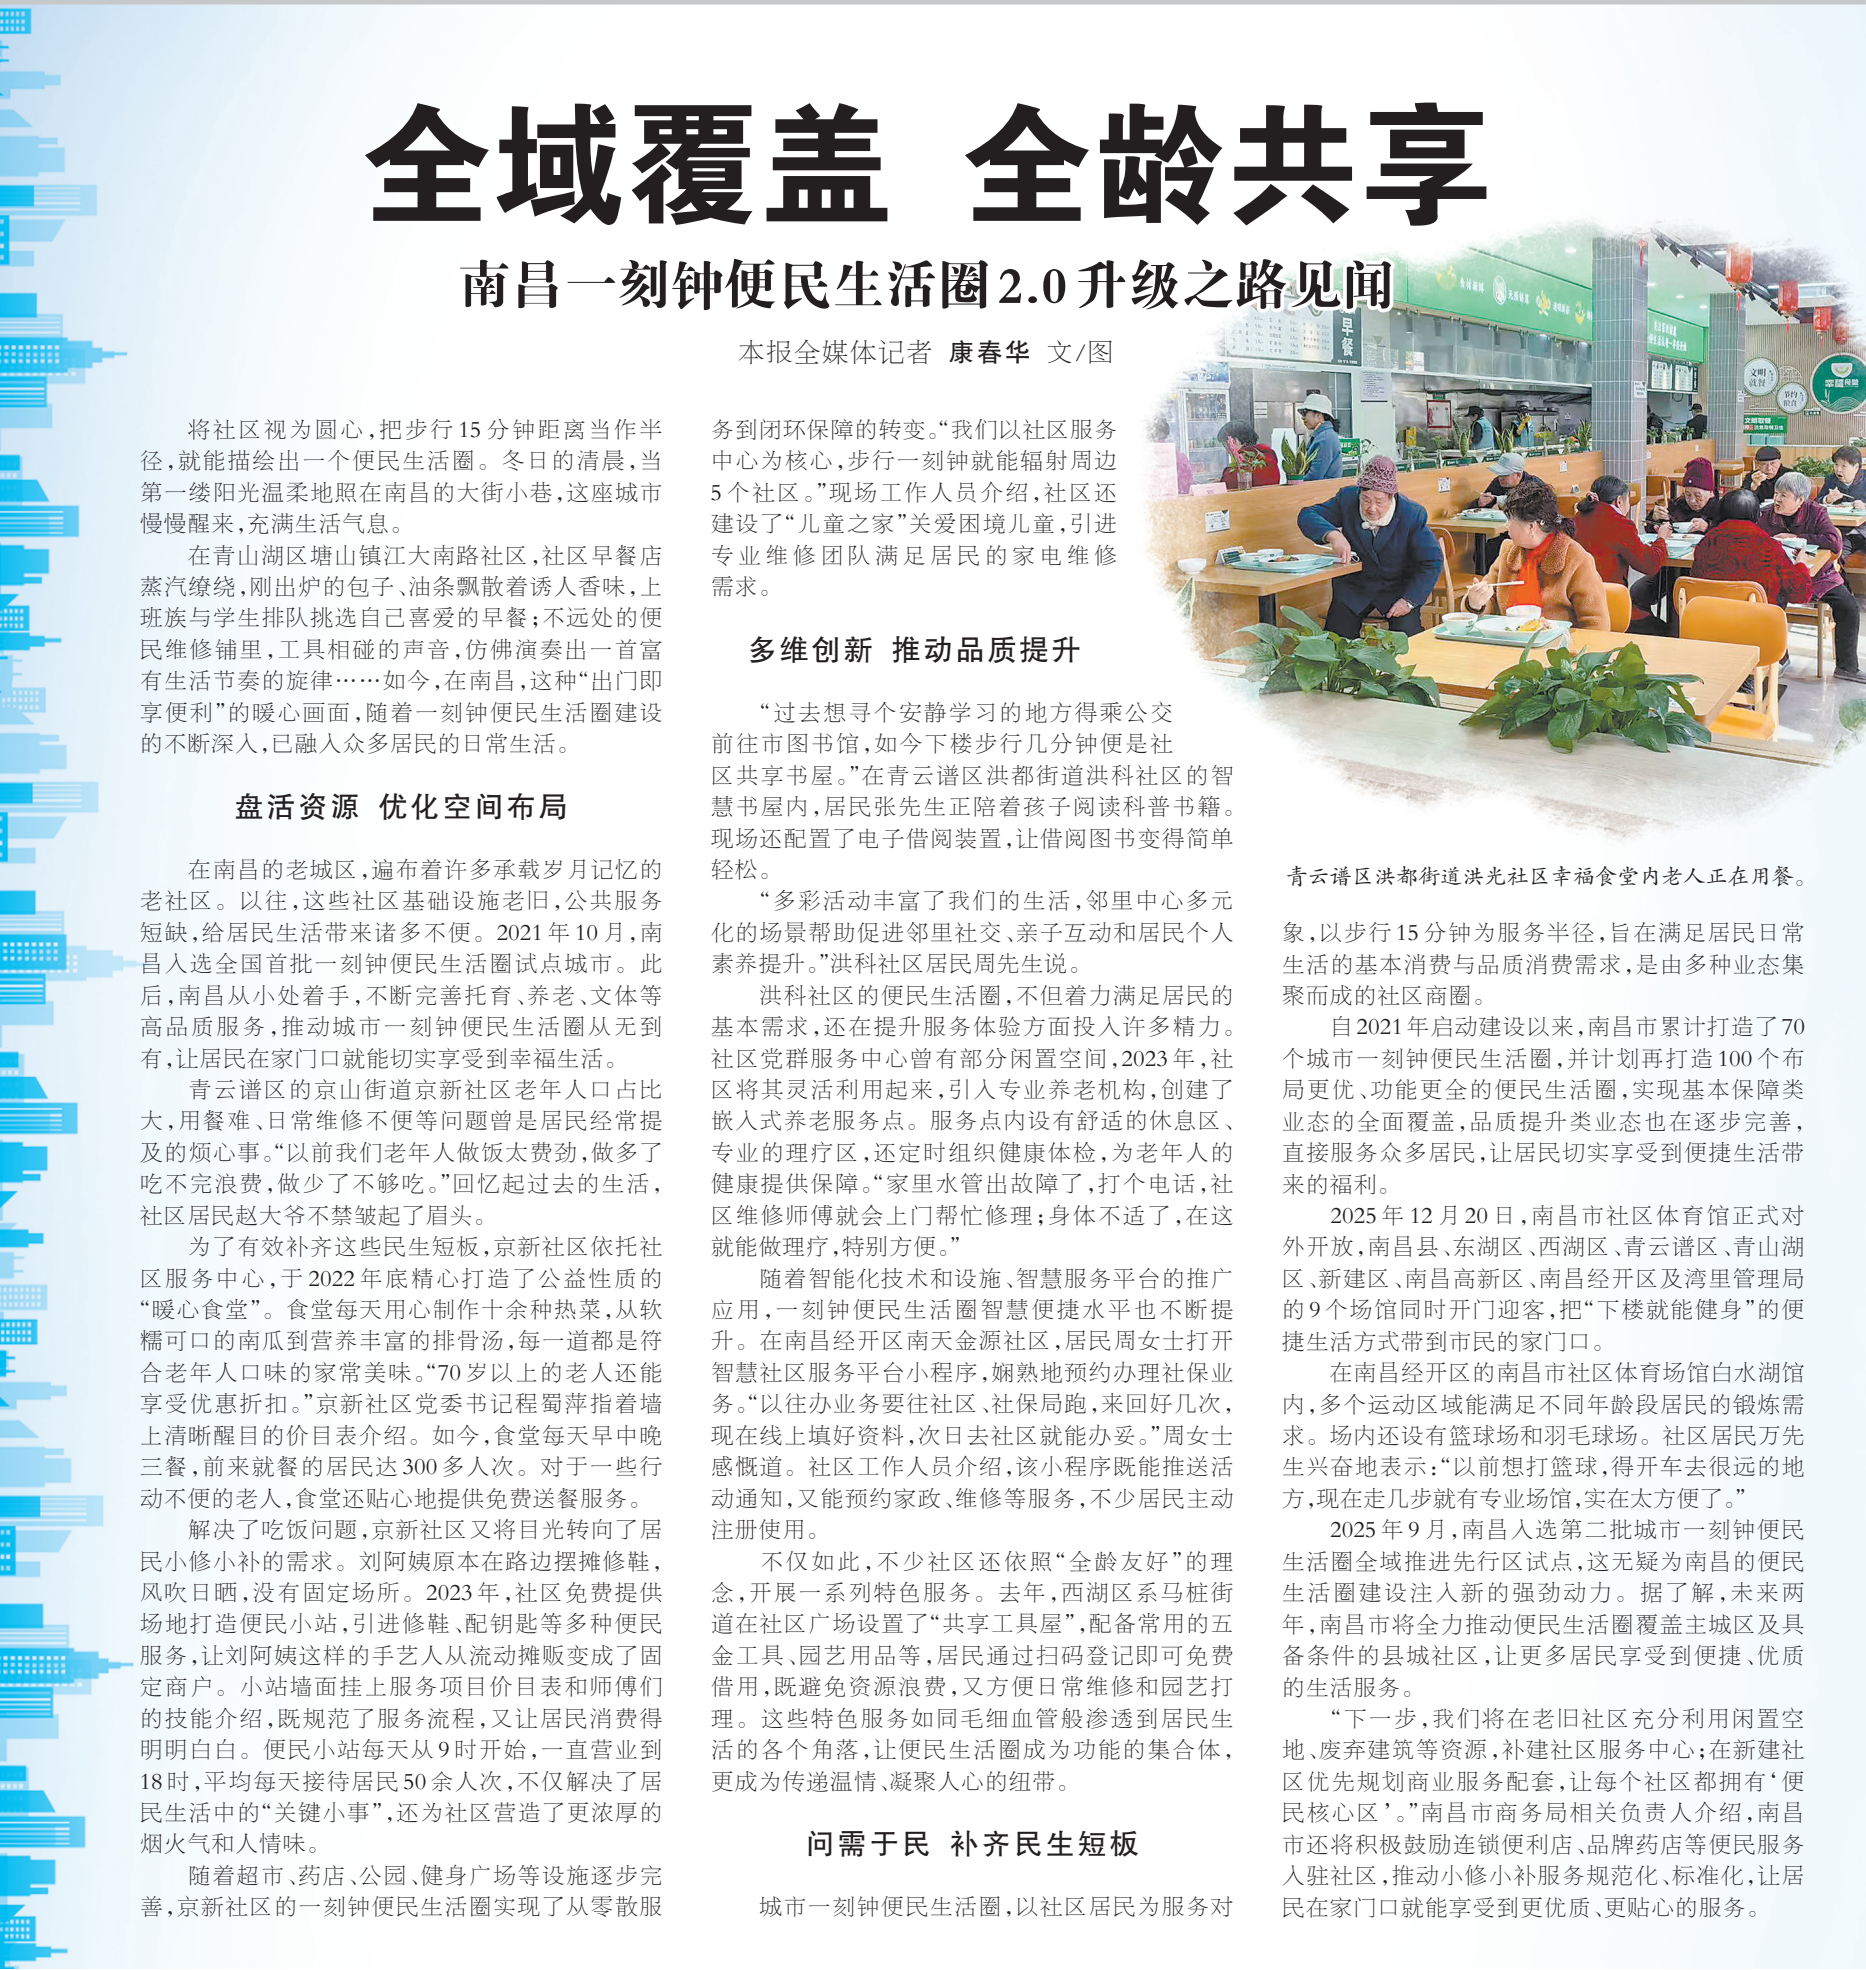 全域覆盖 全龄共享
南昌一刻钟便民生活圈2.0升级之路见闻
本报全媒体记者 康春华 文/图
将社区视为圆心,把步行15分钟距离当作半
径,就能描绘出一个便民生活圈。冬日的清晨,当
第一缕阳光温柔地照在南昌的大街小巷,这座城市
慢慢醒来,充满生活气息。
在青山湖区塘山镇江大南路社区,社区早餐店
蒸汽缭绕,刚出炉的包子、油条飘散着诱人香味,上
班族与学生排队挑选自己喜爱的早餐;不远处的便
民维修铺里,工具相碰的声音,仿佛演奏出一首富
有生活节奏的旋律……如今,在南昌,这种“出门即
享便利”的暖心画面,随着一刻钟便民生活圈建设
的不断深入,已融入众多居民的日常生活。
盘活资源 优化空间布局
在南昌的老城区,遍布着许多承载岁月记忆的
老社区。以往,这些社区基础设施老旧,公共服务
短缺,给居民生活带来诸多不便。2021年10月,南
昌入选全国首批一刻钟便民生活圈试点城市。此
后,南昌从小处着手,不断完善托育、养老、文体等
高品质服务,推动城市一刻钟便民生活圈从无到
有,让居民在家门口就能切实享受到幸福生活。
青云谱区的京山街道京新社区老年人口占比
大,用餐难、日常维修不便等问题曾是居民经常提
及的烦心事。“以前我们老年人做饭太费劲,做多了
吃不完浪费,做少了不够吃。”回忆起过去的生活,
社区居民赵大爷不禁皱起了眉头。
为了有效补齐这些民生短板,京新社区依托社
区服务中心,于2022年底精心打造了公益性质的
“暖心食堂”。食堂每天用心制作十余种热菜,从软
糯可口的南瓜到营养丰富的排骨汤,每一道都是符
合老年人口味的家常美味。“70岁以上的老人还能
享受优惠折扣。”京新社区党委书记程蜀萍指着墙
上清晰醒目的价目表介绍。如今,食堂每天早中晚
三餐,前来就餐的居民达300多人次。对于一些行
动不便的老人,食堂还贴心地提供免费送餐服务。
解决了吃饭问题,京新社区又将目光转向了居
民小修小补的需求。刘阿姨原本在路边摆摊修鞋,
风吹日晒,没有固定场所。2023年,社区免费提供
场地打造便民小站,引进修鞋、配钥匙等多种便民
服务,让刘阿姨这样的手艺人从流动摊贩变成了固
定商户。小站墙面挂上服务项目价目表和师傅们
的技能介绍,既规范了服务流程,又让居民消费得
明明白白。便民小站每天从9时开始,一直营业到
18时,平均每天接待居民50余人次,不仅解决了居
民生活中的“关键小事”,还为社区营造了更浓厚的
烟火气和人情味。
随着超市、药店、公园、健身广场等设施逐步完
善,京新社区的一刻钟便民生活圈实现了从零散服
务到闭环保障的转变。“我们以社区服务
中心为核心,步行一刻钟就能辐射周边
5个社区。”现场工作人员介绍,社区还
建设了“儿童之家”关爱困境儿童,引进
专业维修团队满足居民的家电维修
需求。
多维创新 推动品质提升
“过去想寻个安静学习的地方得乘公交
前往市图书馆,如今下楼步行几分钟便是社
区共享书屋。”在青云谱区洪都街道洪科社区的智
慧书屋内,居民张先生正陪着孩子阅读科普书籍。
现场还配置了电子借阅装置,让借阅图书变得简单
轻松。
“多彩活动丰富了我们的生活,邻里中心多元
化的场景帮助促进邻里社交、亲子互动和居民个人
素养提升。”洪科社区居民周先生说。
洪科社区的便民生活圈,不但着力满足居民的
基本需求,还在提升服务体验方面投入许多精力。
社区党群服务中心曾有部分闲置空间,2023年,社
区将其灵活利用起来,引入专业养老机构,创建了
嵌入式养老服务点。服务点内设有舒适的休息区、
专业的理疗区,还定时组织健康体检,为老年人的
健康提供保障。“家里水管出故障了,打个电话,社
区维修师傅就会上门帮忙修理;身体不适了,在这
就能做理疗,特别方便。”
随着智能化技术和设施、智慧服务平台的推广
应用,一刻钟便民生活圈智慧便捷水平也不断提
升。在南昌经开区南天金源社区,居民周女士打开
智慧社区服务平台小程序,娴熟地预约办理社保业
务。“以往办业务要往社区、社保局跑,来回好几次,
现在线上填好资料,次日去社区就能办妥。”周女士
感慨道。社区工作人员介绍,该小程序既能推送活
动通知,又能预约家政、维修等服务,不少居民主动
注册使用。
不仅如此,不少社区还依照“全龄友好”的理
念,开展一系列特色服务。去年,西湖区系马桩街
道在社区广场设置了“共享工具屋”,配备常用的五
金工具、园艺用品等,居民通过扫码登记即可免费
借用,既避免资源浪费,又方便日常维修和园艺打
理。这些特色服务如同毛细血管般渗透到居民生
活的各个角落,让便民生活圈成为功能的集合体,
更成为传递温情、凝聚人心的纽带。
问需于民 补齐民生短板
城市一刻钟便民生活圈,以社区居民为服务对
早餐
文明
就餐
节约
粮食
青云谱区洪都街道洪光社区幸福食堂内老人正在用餐。
象,以步行15分钟为服务半径,旨在满足居民日常
生活的基本消费与品质消费需求,是由多种业态集
聚而成的社区商圈。
自2021年启动建设以来,南昌市累计打造了70
个城市一刻钟便民生活圈,并计划再打造100个布
局更优、功能更全的便民生活圈,实现基本保障类
业态的全面覆盖,品质提升类业态也在逐步完善,
直接服务众多居民,让居民切实享受到便捷生活带
来的福利。
2025年12月20日,南昌市社区体育馆正式对
外开放,南昌县、东湖区、西湖区、青云谱区、青山湖
区、新建区、南昌高新区、南昌经开区及湾里管理局
的9个场馆同时开门迎客,把“下楼就能健身”的便
捷生活方式带到市民的家门口。
在南昌经开区的南昌市社区体育场馆白水湖馆
内,多个运动区域能满足不同年龄段居民的锻炼需
求。场内还设有篮球场和羽毛球场。社区居民万先
生兴奋地表示:“以前想打篮球,得开车去很远的地
方,现在走几步就有专业场馆,实在太方便了。”
2025年9月,南昌入选第二批城市一刻钟便民
生活圈全域推进先行区试点,这无疑为南昌的便民
生活圈建设注入新的强劲动力。据了解,未来两
年,南昌市将全力推动便民生活圈覆盖主城区及具
备条件的县城社区,让更多居民享受到便捷、优质
的生活服务。
“下一步,我们将在老旧社区充分利用闲置空
地、废弃建筑等资源,补建社区服务中心;在新建社
区优先规划商业服务配套,让每个社区都拥有‘便
民核心区’。”南昌市商务局相关负责人介绍,南昌
市还将积极鼓励连锁便利店、品牌药店等便民服务
入驻社区,推动小修小补服务规范化、标准化,让居
民在家门口就能享受到更优质、更贴心的服务。